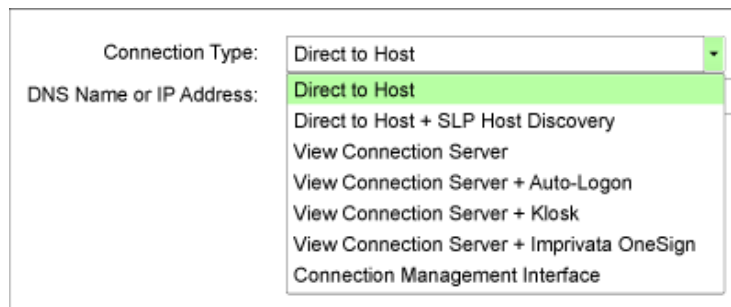 Connection Type: Direct to Host
DNS Name or IP Address:
Direct to Host
Direct to Host + SLP Host Discovery
View Connection Server
View Connection Server + Auto-Logon
View Connection Server + Klosk
View Connection Server + Imprivata OneSign
Connection Management Interface